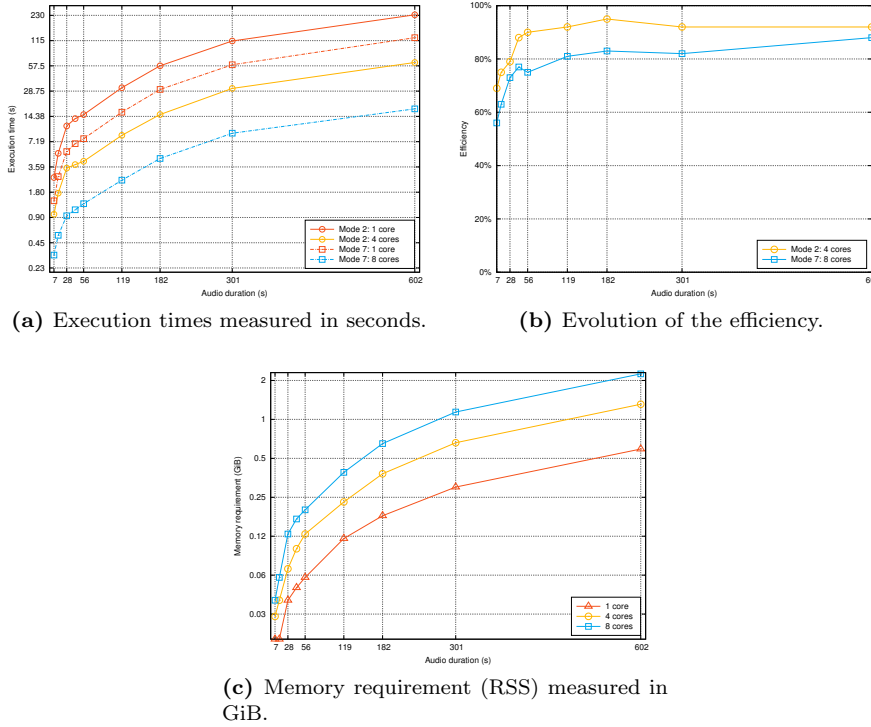 230
115
57.5
28.75
14.38
7.19
3.59
1.80
0.90
0.45
0.23
Execution time (s)
7 28 56 119 182 301 602
Audio duration (s)
Mode 2: 1 core
Mode 2: 4 cores
Mode 7: 1 core
Mode 7: 8 cores
(a) Execution times measured in seconds.
100%
80%
60%
40%
20%
0%
Efficiency
7 28 56 119 182 301
Audio duration (s)
Mode 2: 4 cores
Mode 7: 8 cores
(b) Evolution of the efficiency.
2
1
0.5
0.25
0.12
0.06
0.03
Memory requirement (GiB)
7 28 56 119 182 301 602
Audio duration (s)
1 core
4 cores
8 cores
(c) Memory requirement (RSS) measured in
GiB.